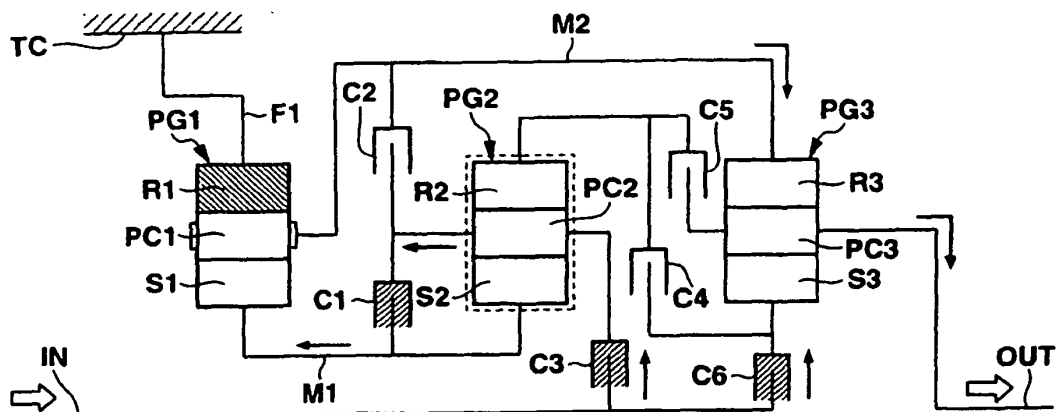 TC
M2
C2
PG1
F1
PG2
C5
PG3
R1
R2
PC2
R3
PC1
PC3
S1
C1
S2
C4
S3
IN
M1
C3
C6
OUT